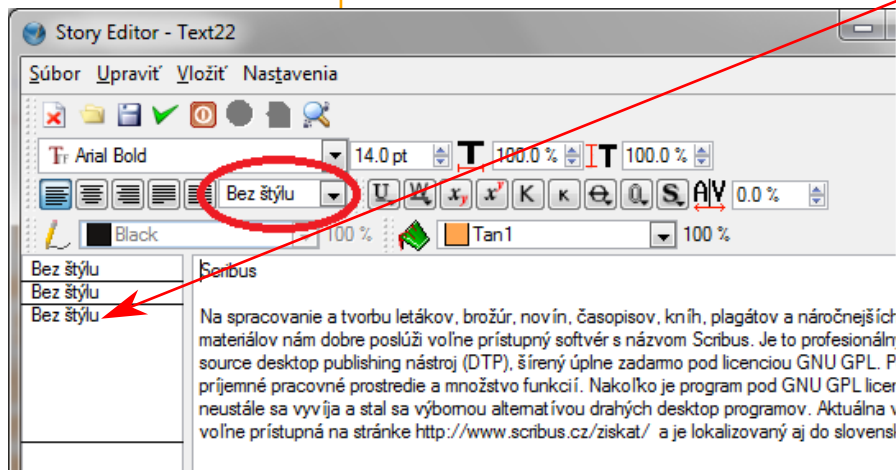 Story Editor - Text22
Súbor Upraviť Vložiť Nastavenia
Arial Bold 14.0 pt 100.0 % 100.0 %
Bez štýlu 0.0 %
Black 100 % Tan1 100 %
Bez štýlu Scribus
Bez štýlu
Bez štýlu Na spracovanie a tvorbu letákov, brožúr, novín, časopisov, kníh, plagátov a náročnejších
materiálov nám dobre poslúži voľne prístupný softvér s názvom Scribus. Je to profesionálny
source desktop publishing nástroj (DTP), šírený úplne zadarmo pod licenciou GNU GPL. P
príjemné pracovné prostredie a množstvo funkcií. Nakoľko je program pod GNU GPL licen
neustále sa vyvíja a stal sa výbornou alternatívou drahých desktop programov. Aktuálna v
voľne prístupná na stránke http://www.scribus.cz/ziskat/ a je lokalizovaný aj do slovensk